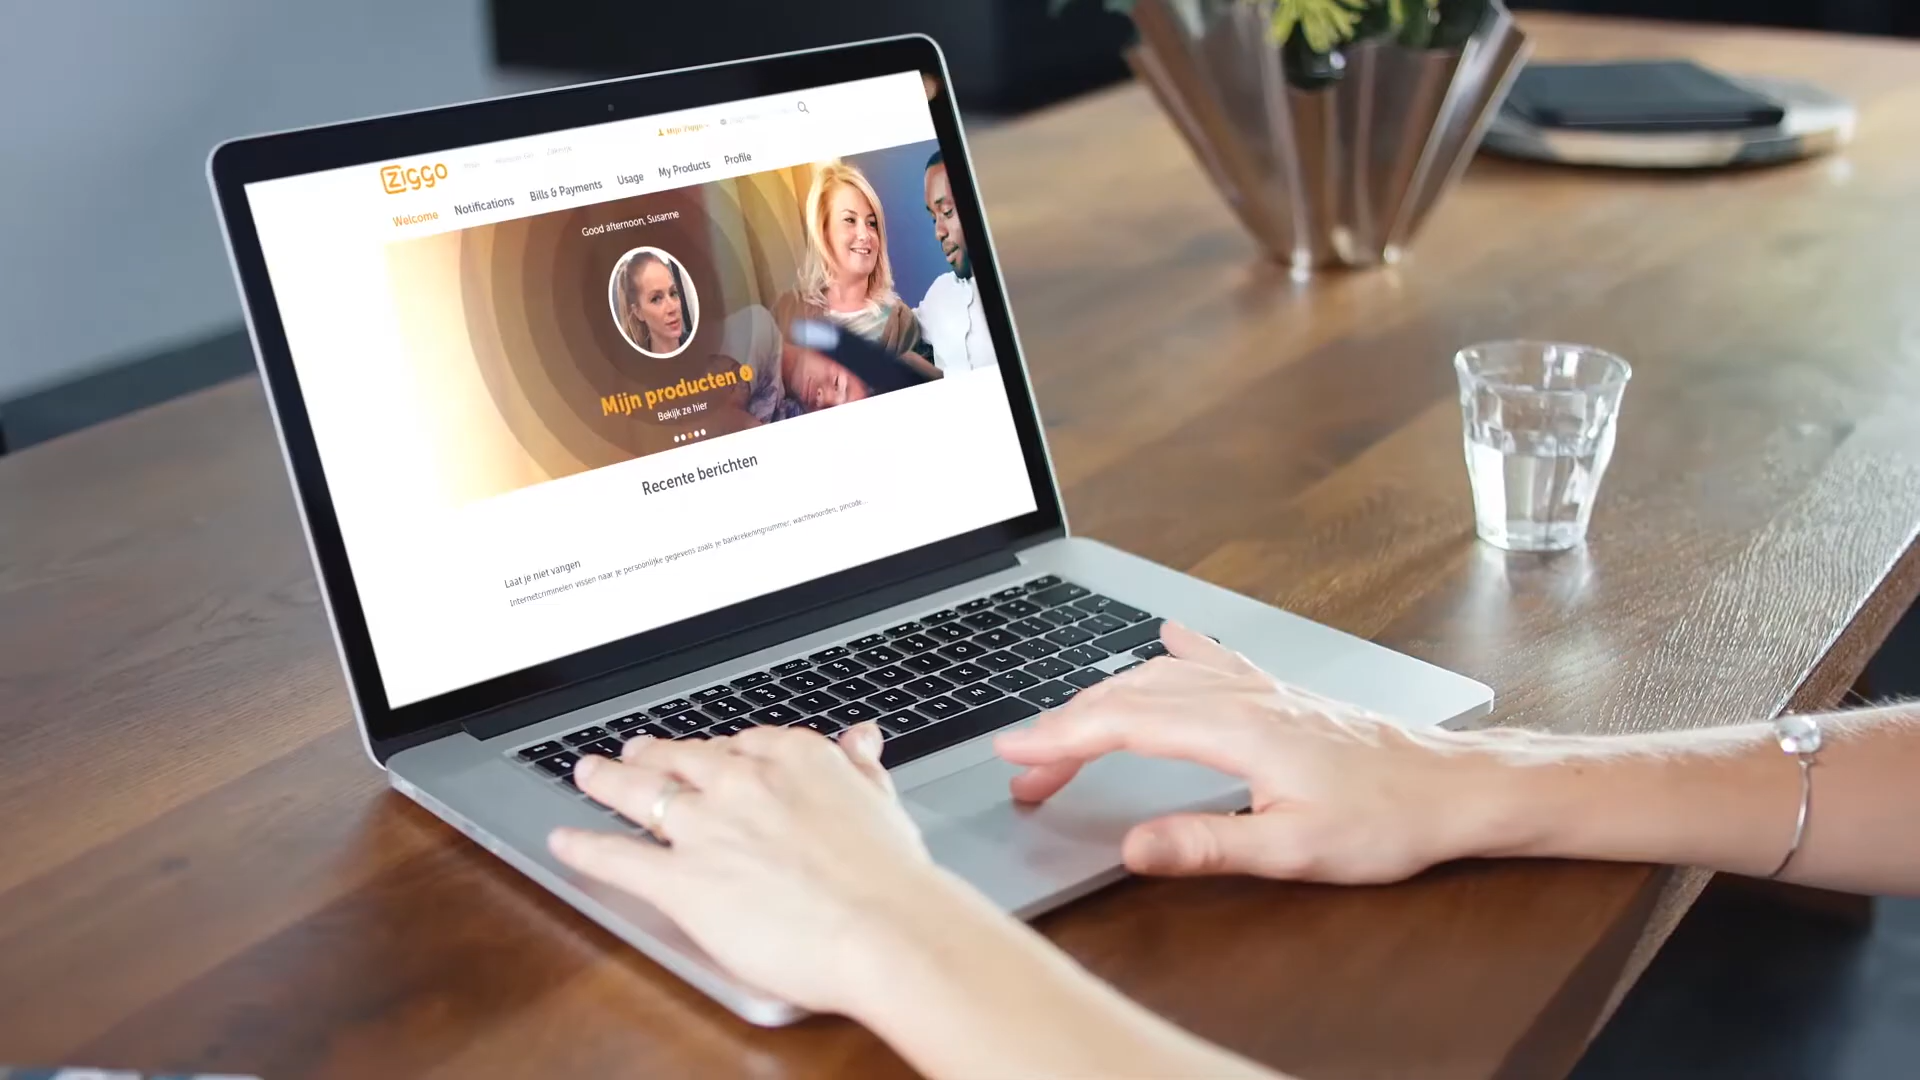 Mijn Ziggo
Ziggo
Welcome Notifications Bills & Payments Usage My Products Profile
Good afternoon, Susanne
Mijn producten
Bekijk ze hier
Recente berichten
Laat je niet vangen
Internetcriminelen vissen naar je persoonlijke gegevens zoals je bankrekeningnummer, wachtwoorden, pincode...